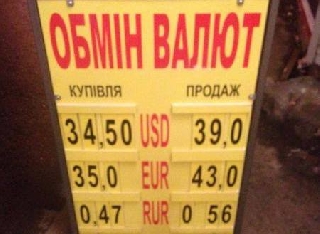 ОБМІН ВАЛЮТ
КУПІВЛЯ ПРОДАЖ
34,50 USD 39,0
35,0 EUR 43,0
0,47 RUR 0 56